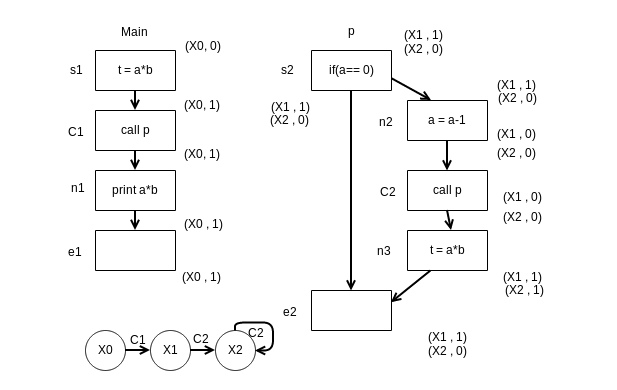 Main
(X0, 0)
s1
t = a*b
(X0, 1)
C1
call p
(X0, 1)
n1
print a*b
(X0 , 1)
e1
(X0 , 1)
p
(X1 , 1)
(X2 , 0)
s2
if(a== 0)
(X1 , 1)
(X2 , 0)
(X1 , 1)
(X2 , 0)
n2
a = a-1
(X1 , 0)
(X2 , 0)
C2
call p
(X1 , 0)
(X2 , 0)
n3
t = a*b
(X1 , 1)
(X2 , 1)
e2
(X1 , 1)
(X2 , 0)
X0
C1
X1
C2
X2
C2